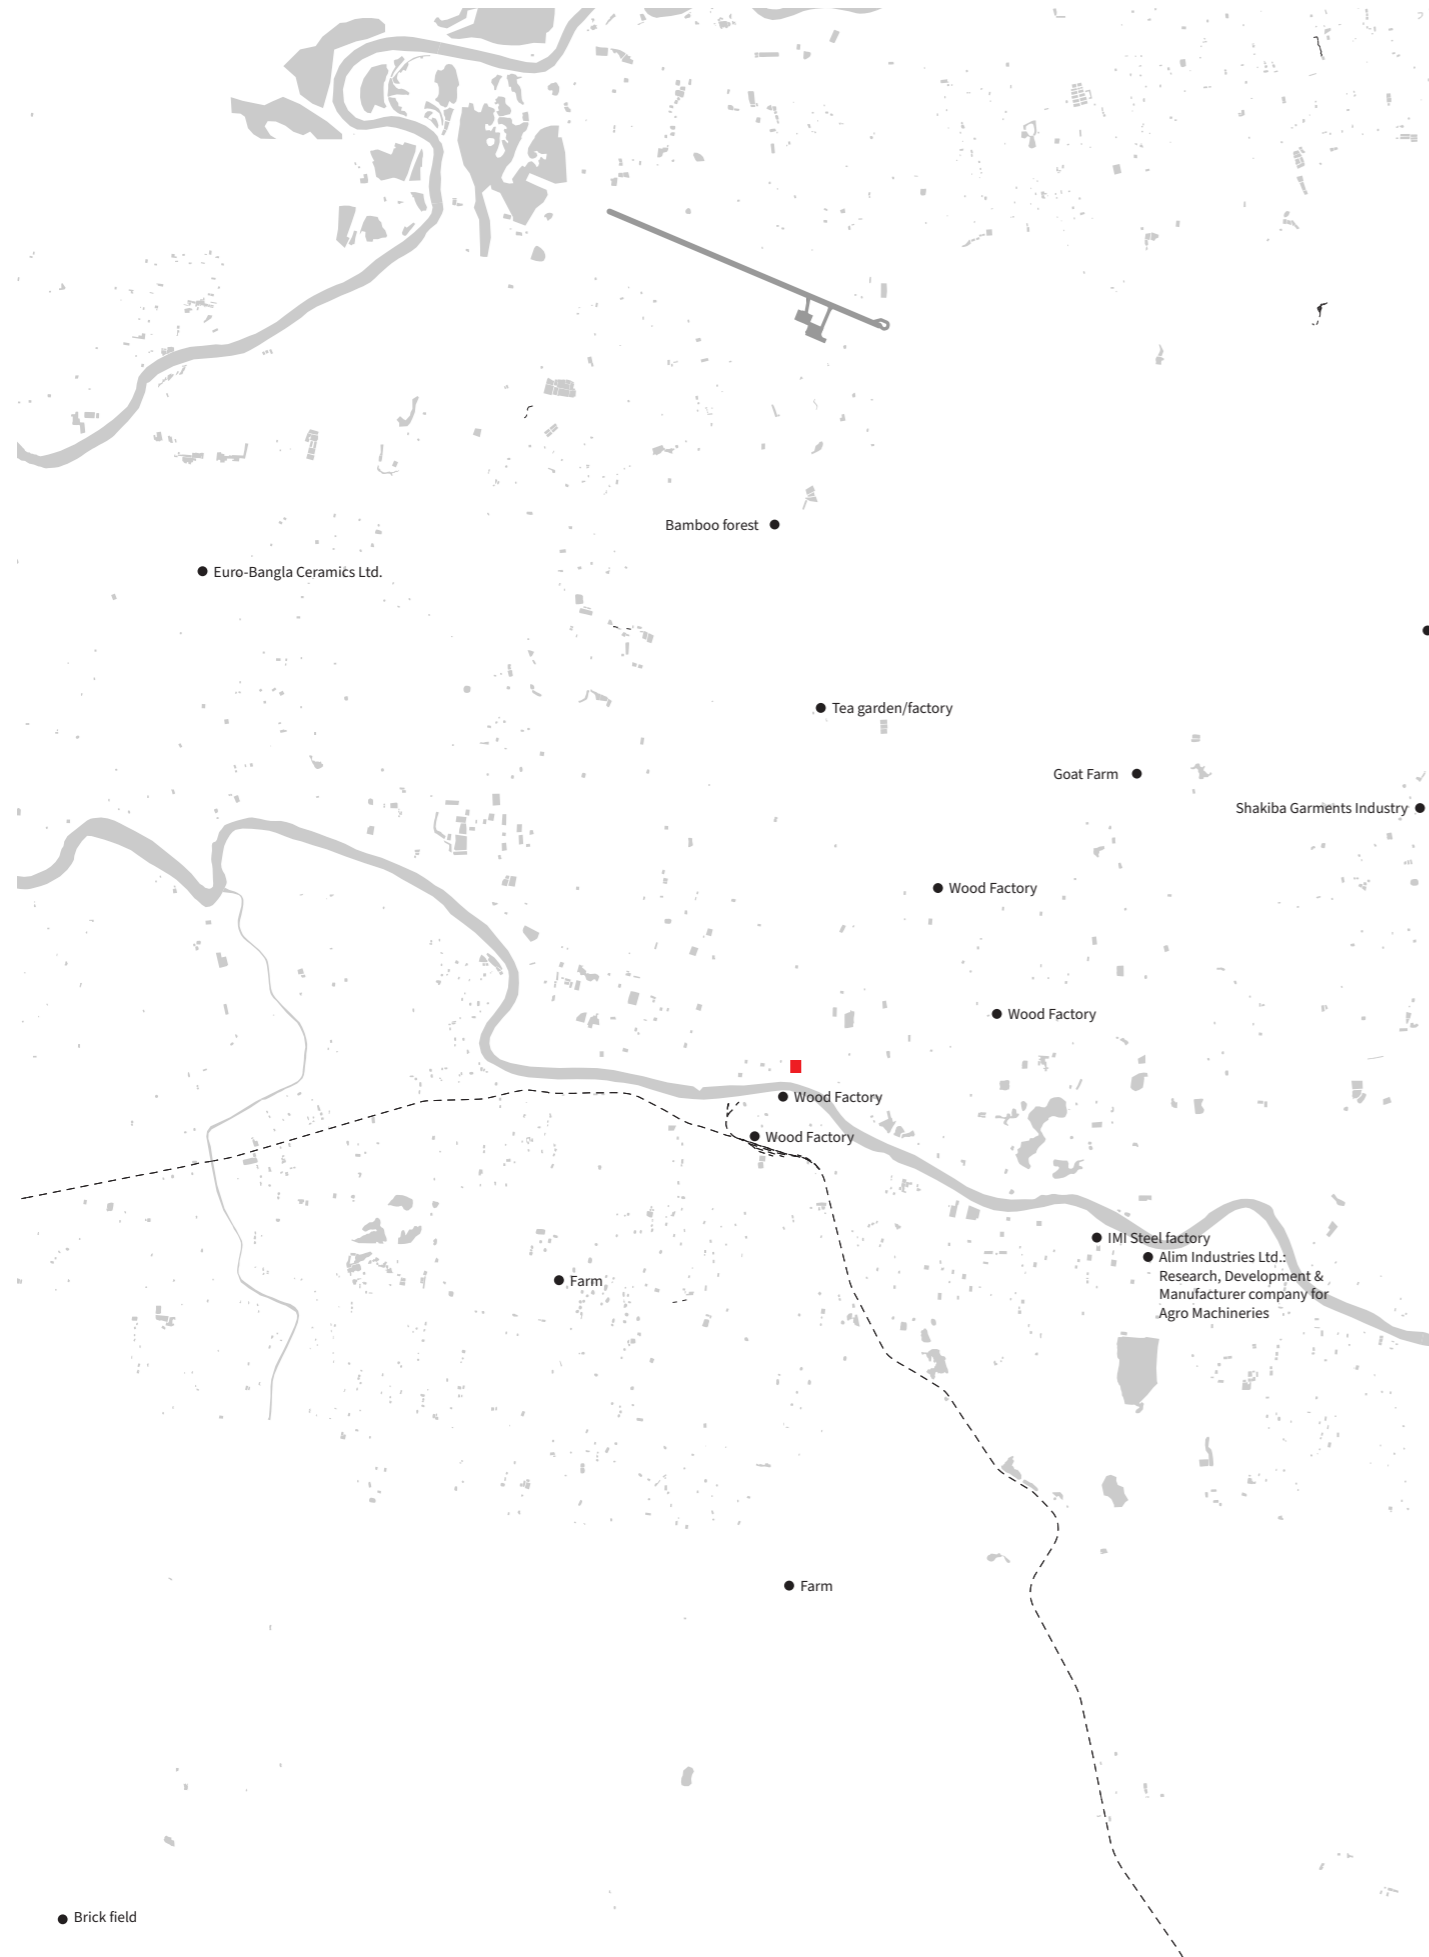 Bamboo forest
Euro-Bangla Ceramics Ltd.
Tea garden/factory
Goat Farm
Shakiba Garments Industry
Wood Factory
Wood Factory
Wood Factory
Wood Factory
IMI Steel factory
Alim Industries Ltd.:
Research, Development &
Manufacturer company for
Agro Machineries
Farm
Farm
Brick field